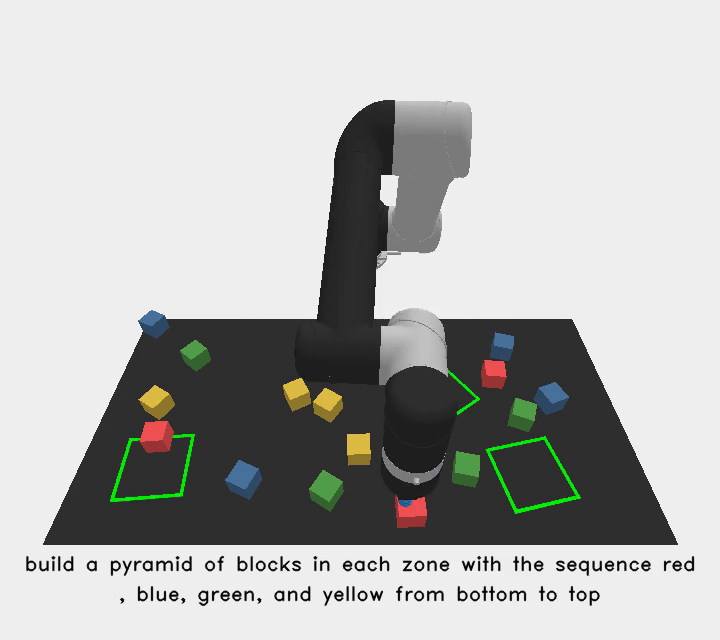 build a pyramid of blocks in each zone with the sequence red
, blue, green, and yellow from bottom to top